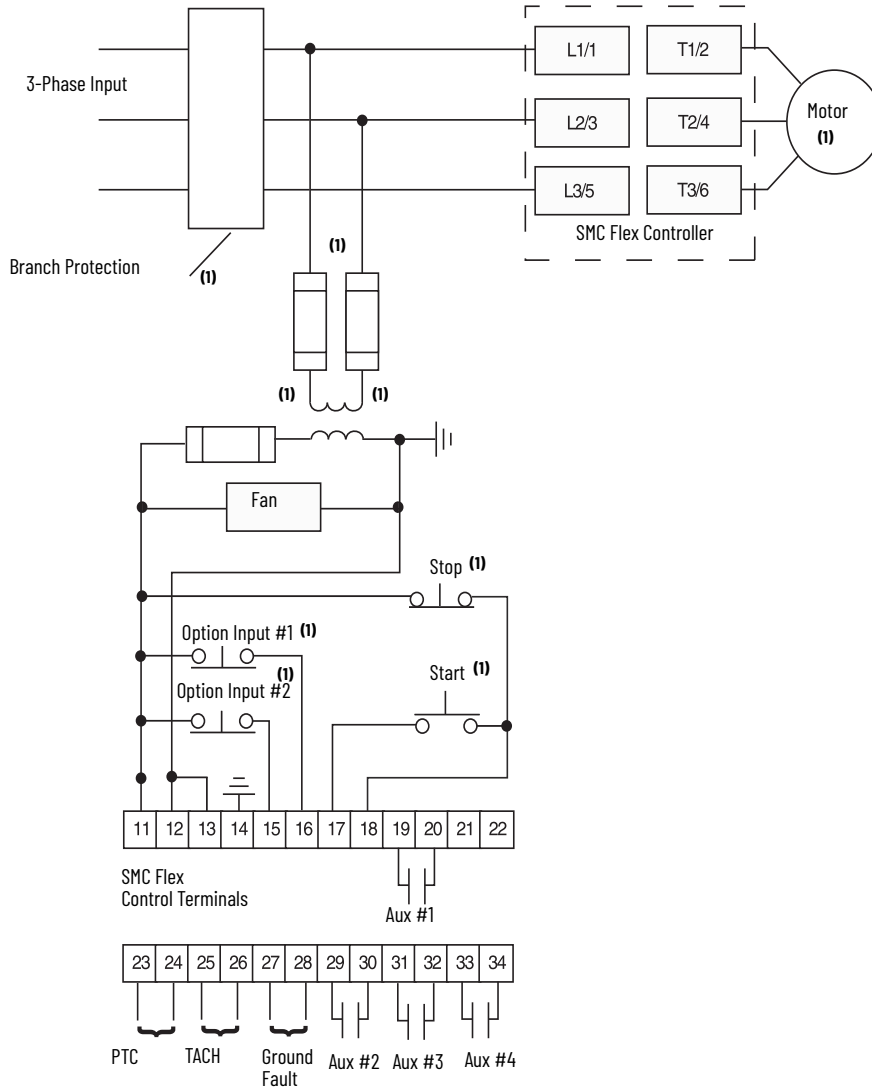 L1/1 T1/2
3-Phase Input
Motor
(1)
L2/3 T2/4
L3/5 T3/6
SMC Flex Controller
Branch Protection
(1)
(1)
(1) (1)
Fan
Stop (1)
Option Input #1 (1)
Start (1)
(1)
Option Input #2
11 12 13 14 15 16 17 18 19 20 21 22
SMC Flex
Control Terminals
Aux #1
23 24 25 26 27 28 29 30 31 32 33 34
PTC TACH Ground
Fault
Aux #2 Aux #3 Aux #4